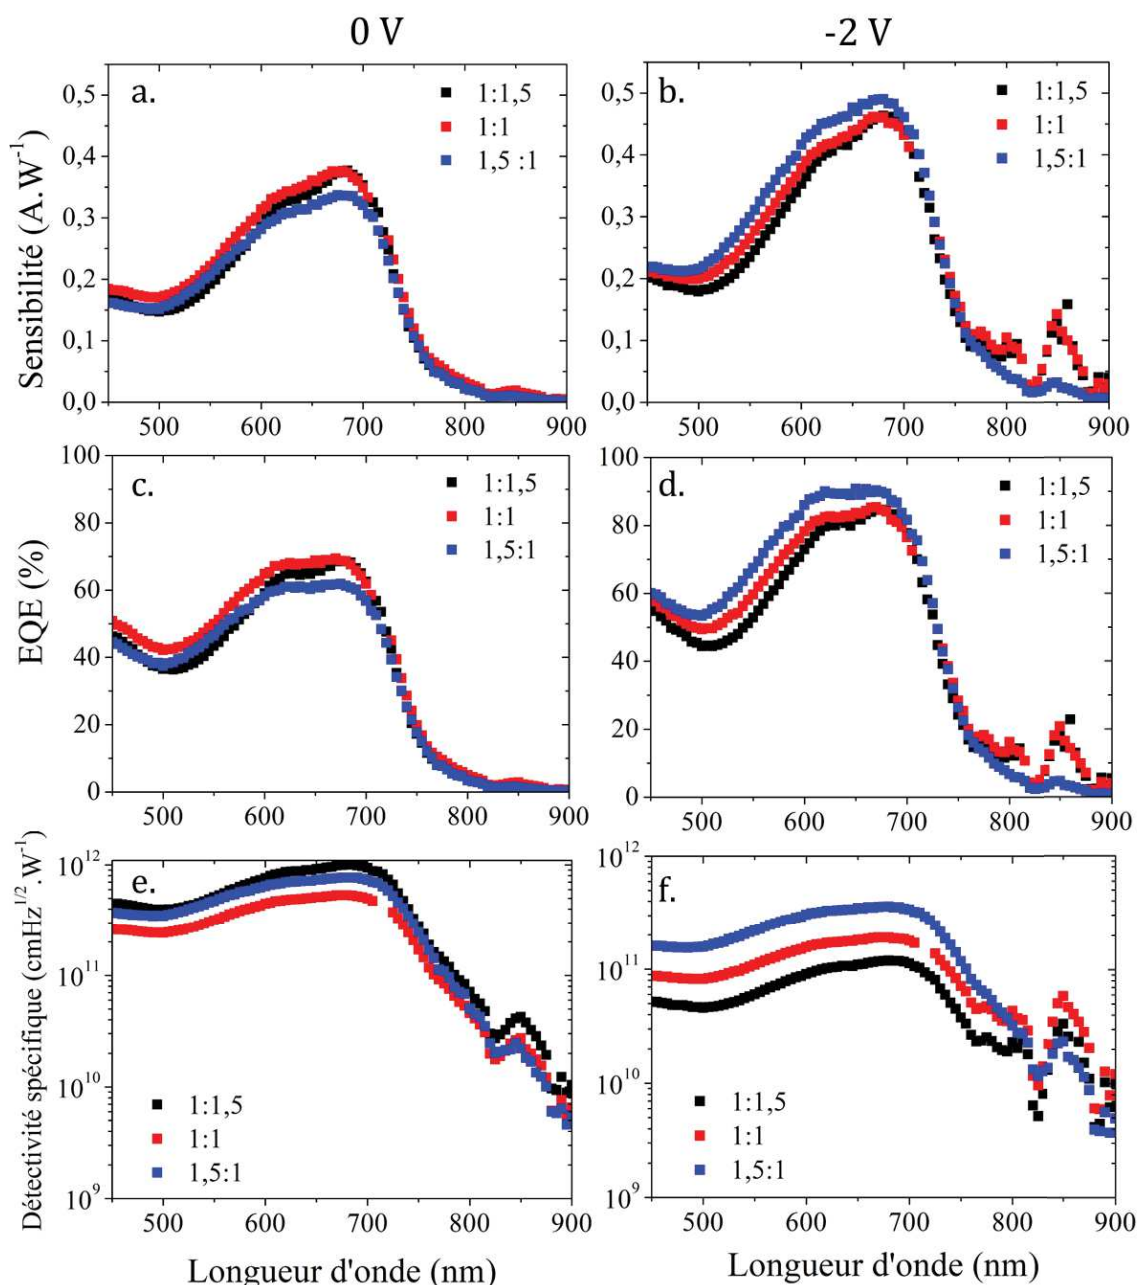 0 V
-2 V
Sensibilité (A.W⁻¹)
0,5
0,4
0,3
0,2
0,1
0,0
a.
1:1,5
1:1
1,5 :1
500 600 700 800 900
0,5
0,4
0,3
0,2
0,1
0,0
b.
1:1,5
1:1
1,5:1
500 600 700 800 900
EQE (%)
100
80
60
40
20
0
c.
1:1,5
1:1
1,5:1
500 600 700 800 900
100
80
60
40
20
0
d.
1:1,5
1:1
1,5:1
500 600 700 800 900
Détectivité spécifique (cmHz¹ᐟ².W⁻¹)
10¹²
10¹¹
10¹⁰
10⁹
e.
1:1,5
1:1
1,5:1
500 600 700 800 900
Longueur d'onde (nm)
10¹²
10¹¹
10¹⁰
10⁹
f.
1:1,5
1:1
1,5:1
500 600 700 800 900
Longueur d'onde (nm)